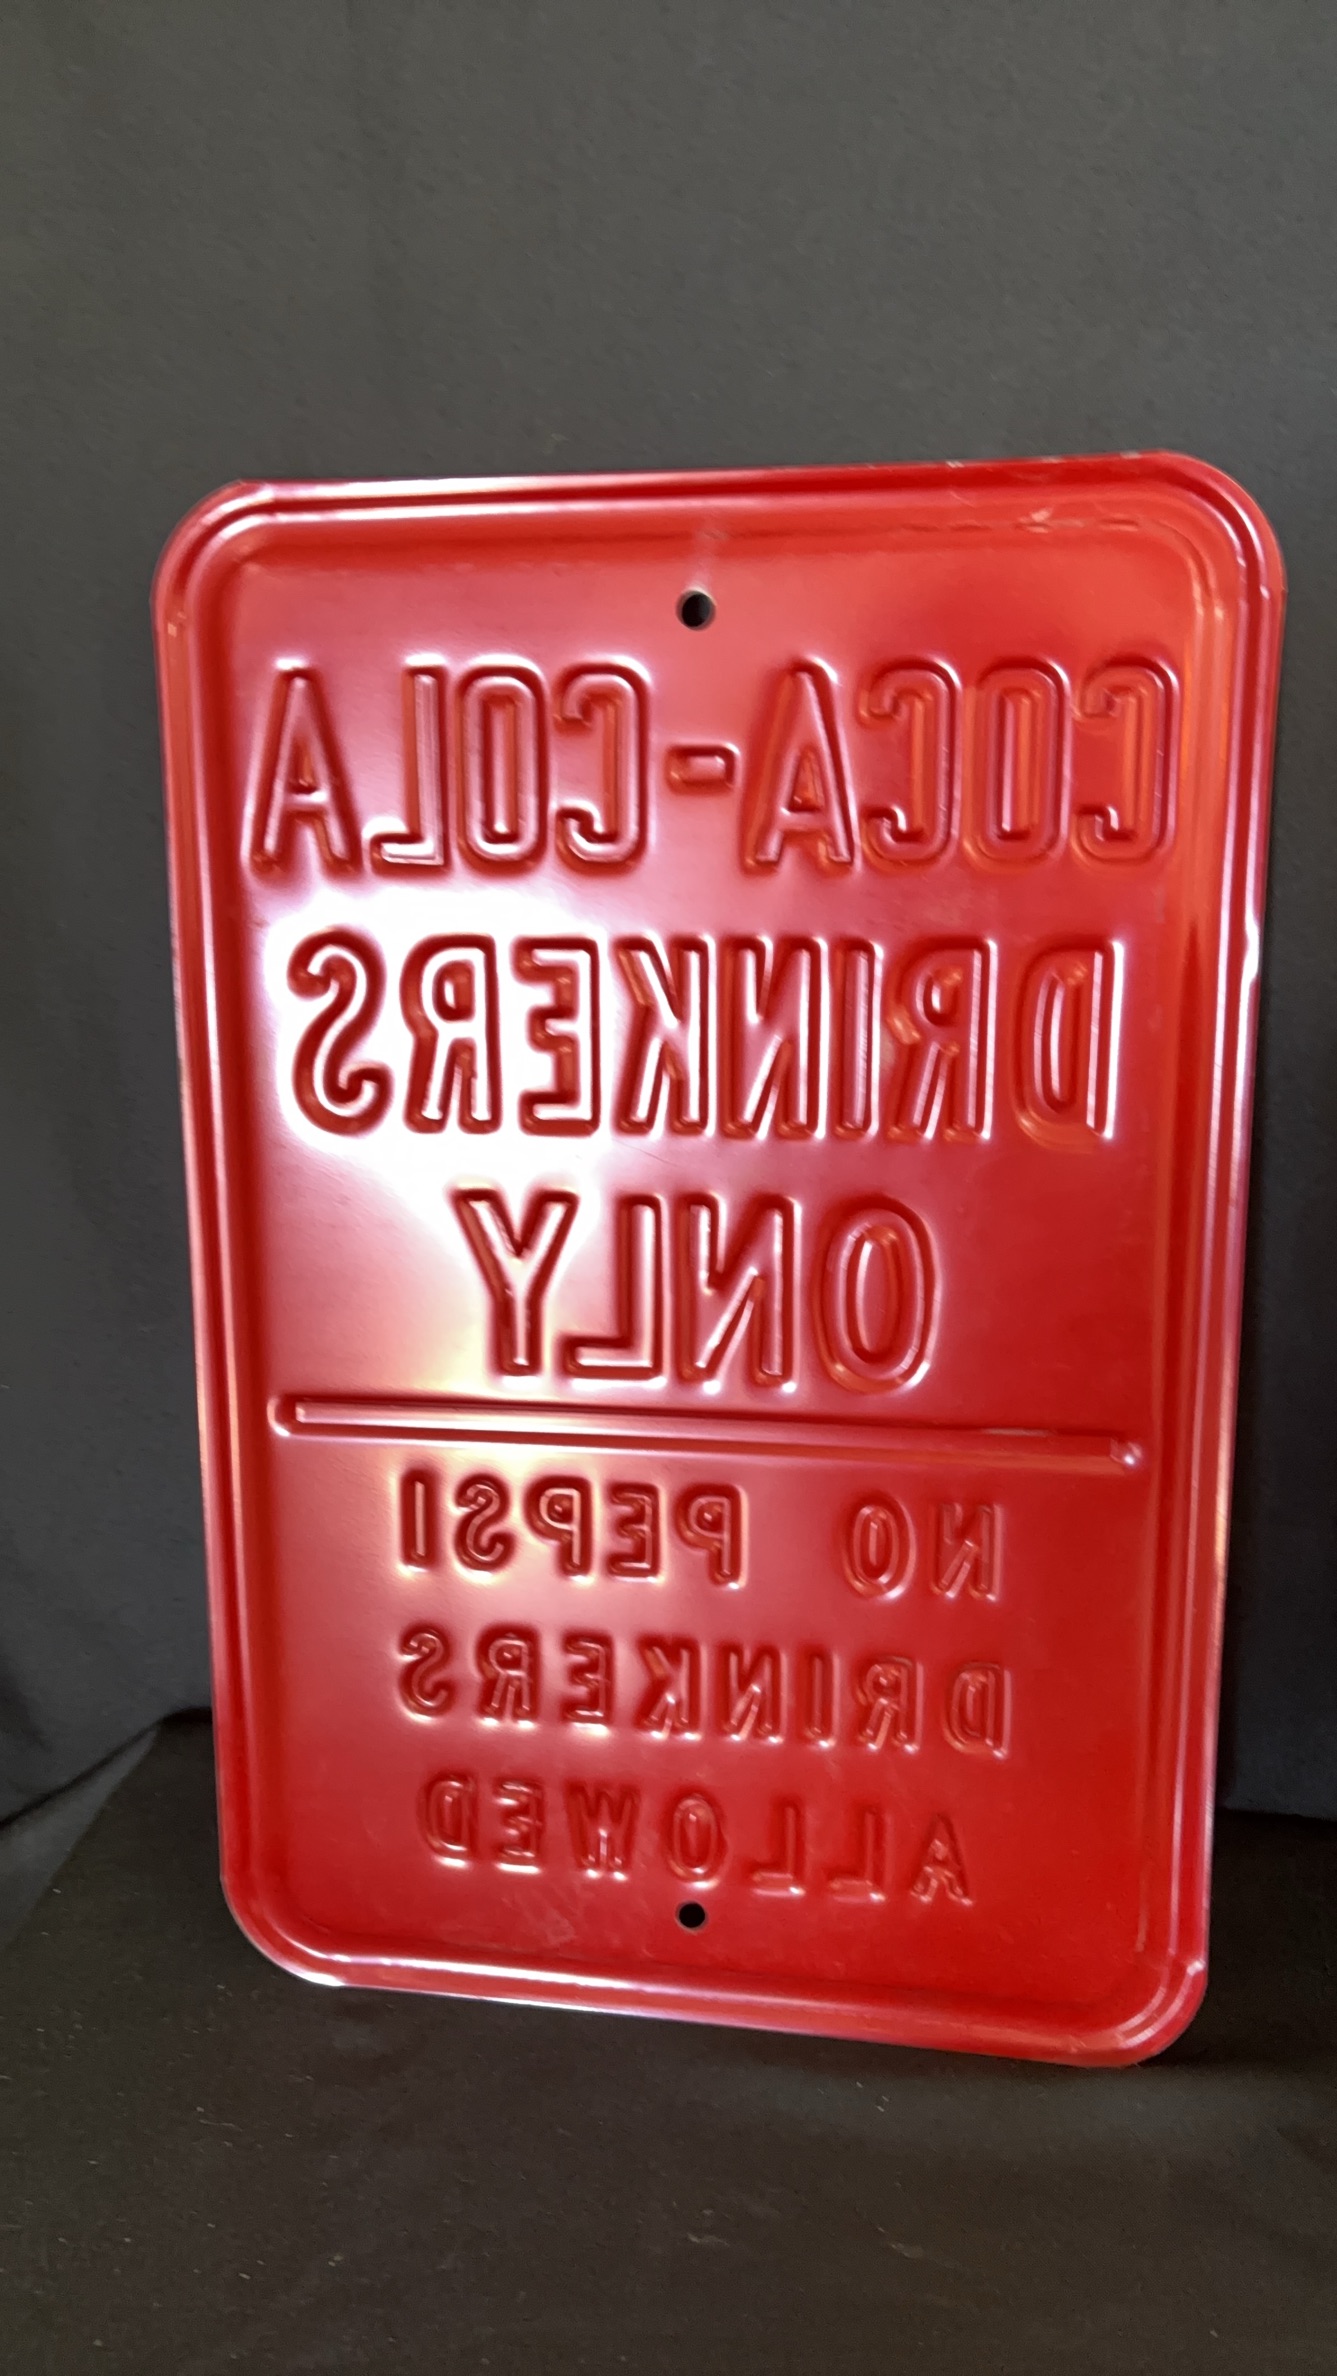 COCA-COLA
DRINKERS
ONLY
NO PEPSI
DRINKERS
ALLOWED